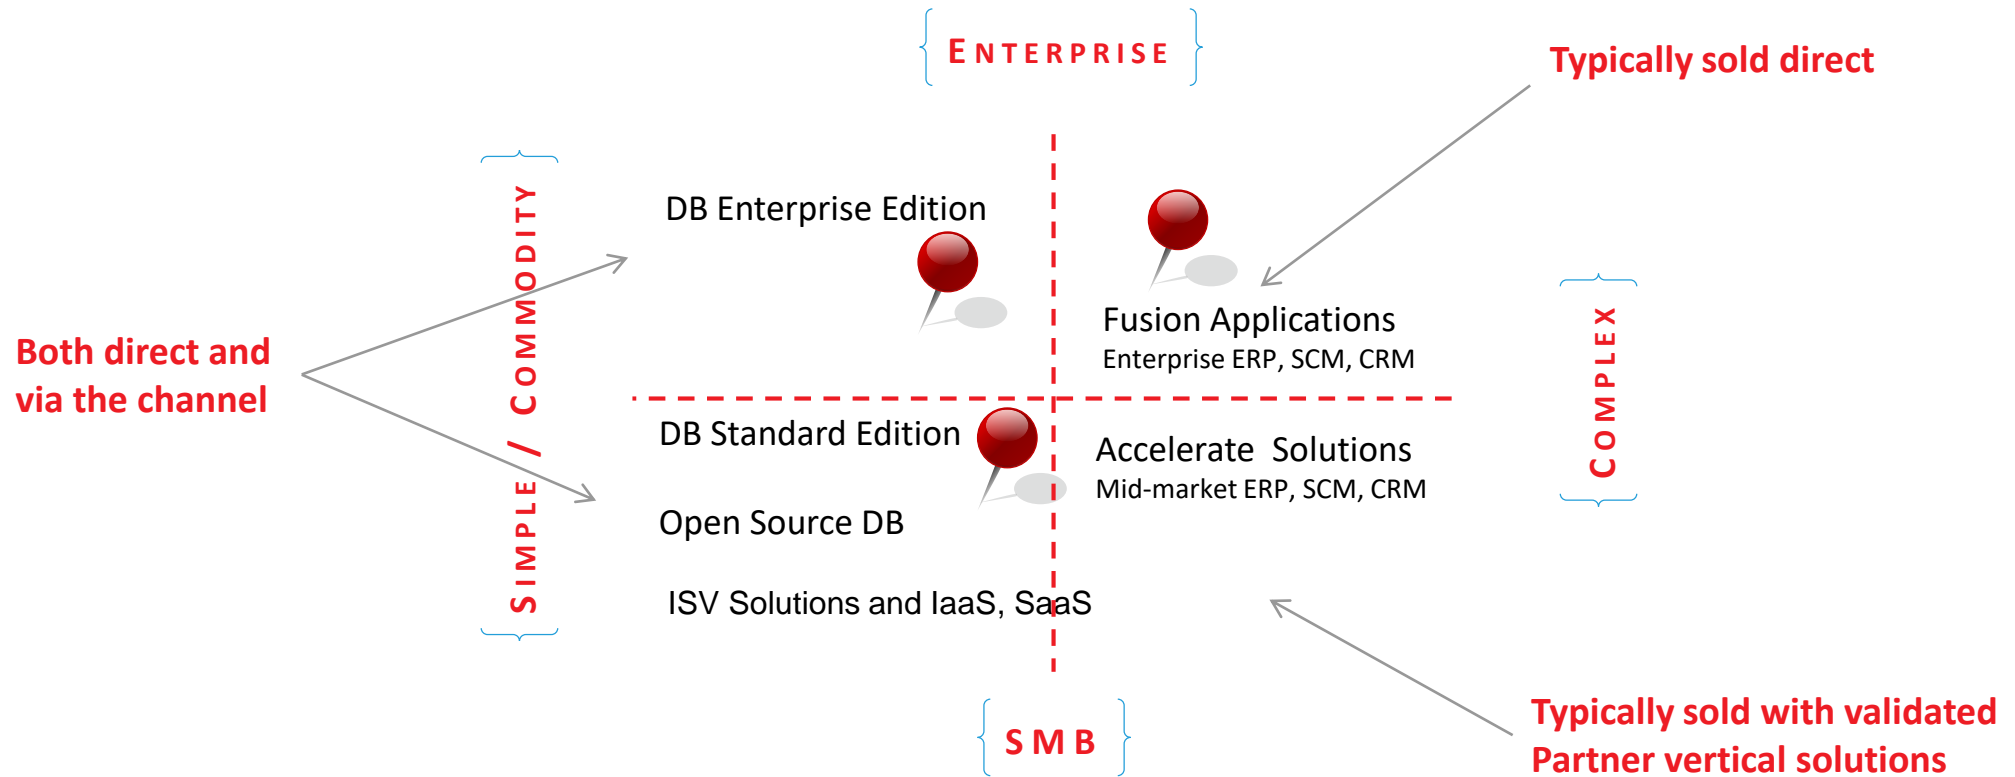 ENTERPRISE
Typically sold direct
SIMPLE / COMMODITY
DB Enterprise Edition
Fusion Applications
Enterprise ERP, SCM, CRM
COMPLEX
Both direct and
via the channel
DB Standard Edition
Accelerate Solutions
Mid-market ERP, SCM, CRM
Open Source DB
ISV Solutions and IaaS, SaaS
SMB
Typically sold with validated
Partner vertical solutions